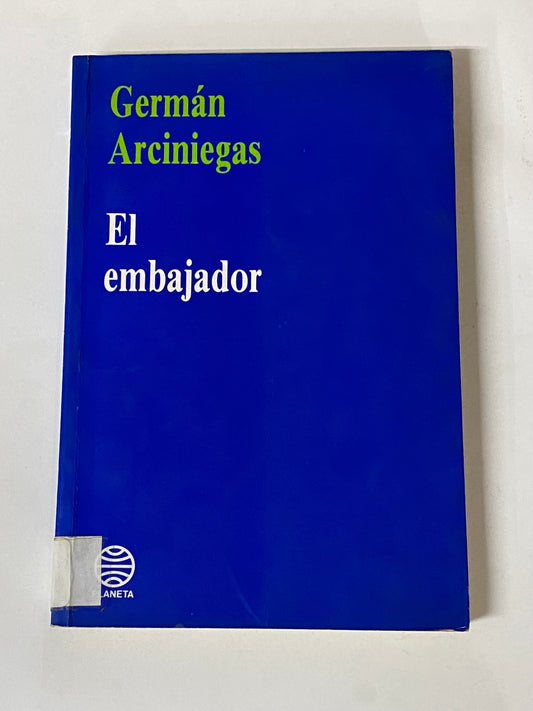 Germán
Arciniegas
El
embajador
PLANETA